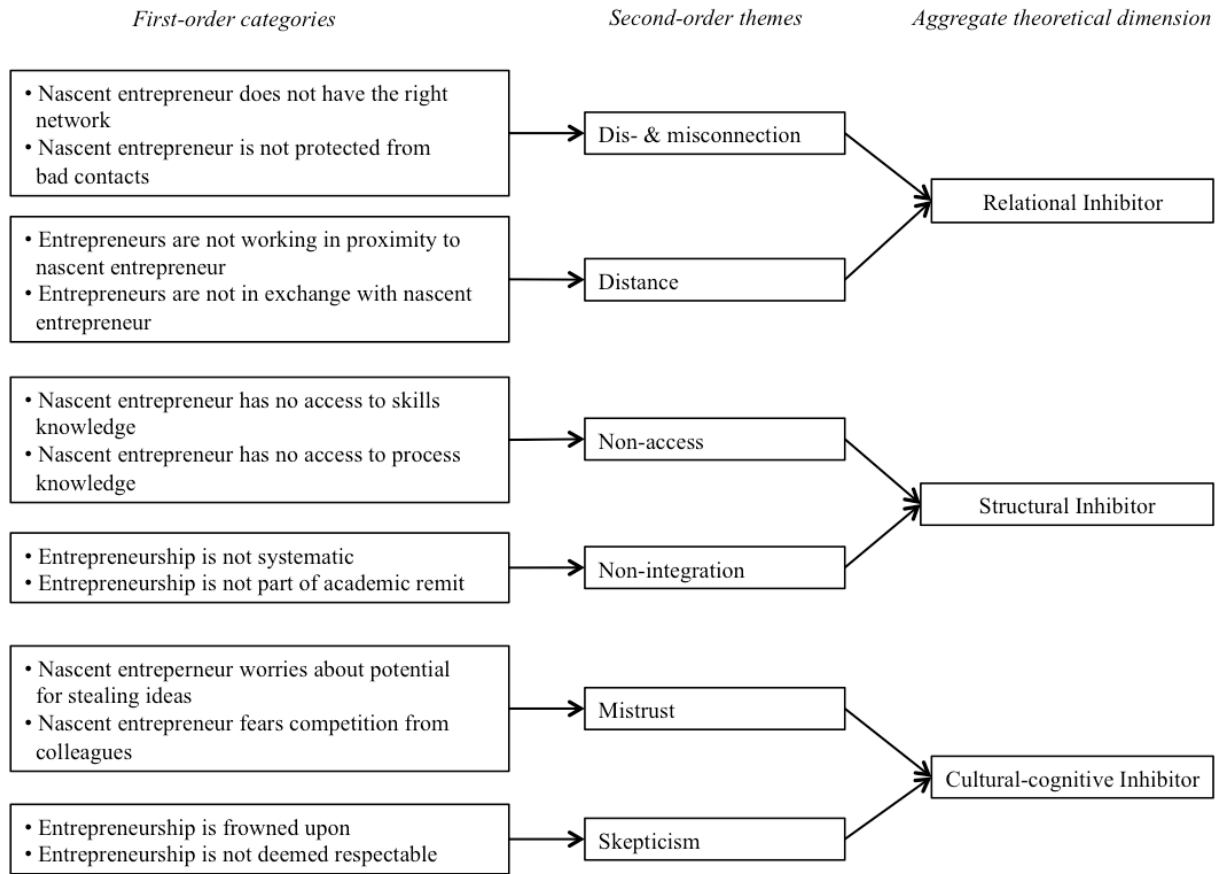 First-order categories
Second-order themes
Aggregate theoretical dimension
• Nascent entrepreneur does not have the right
network
• Nascent entrepreneur is not protected from
bad contacts
Dis- & misconnection
Relational Inhibitor
• Entrepreneurs are not working in proximity to
nascent entrepreneur
• Entrepreneurs are not in exchange with nascent
entrepreneur
Distance
• Nascent entrepreneur has no access to skills
knowledge
• Nascent entrepreneur has no access to process
knowledge
Non-access
Structural Inhibitor
• Entrepreneurship is not systematic
• Entrepreneurship is not part of academic remit
Non-integration
• Nascent entreperneur worries about potential
for stealing ideas
• Nascent entrepreneur fears competition from
colleagues
Mistrust
Cultural-cognitive Inhibitor
• Entrepreneurship is frowned upon
• Entrepreneurship is not deemed respectable
Skepticism